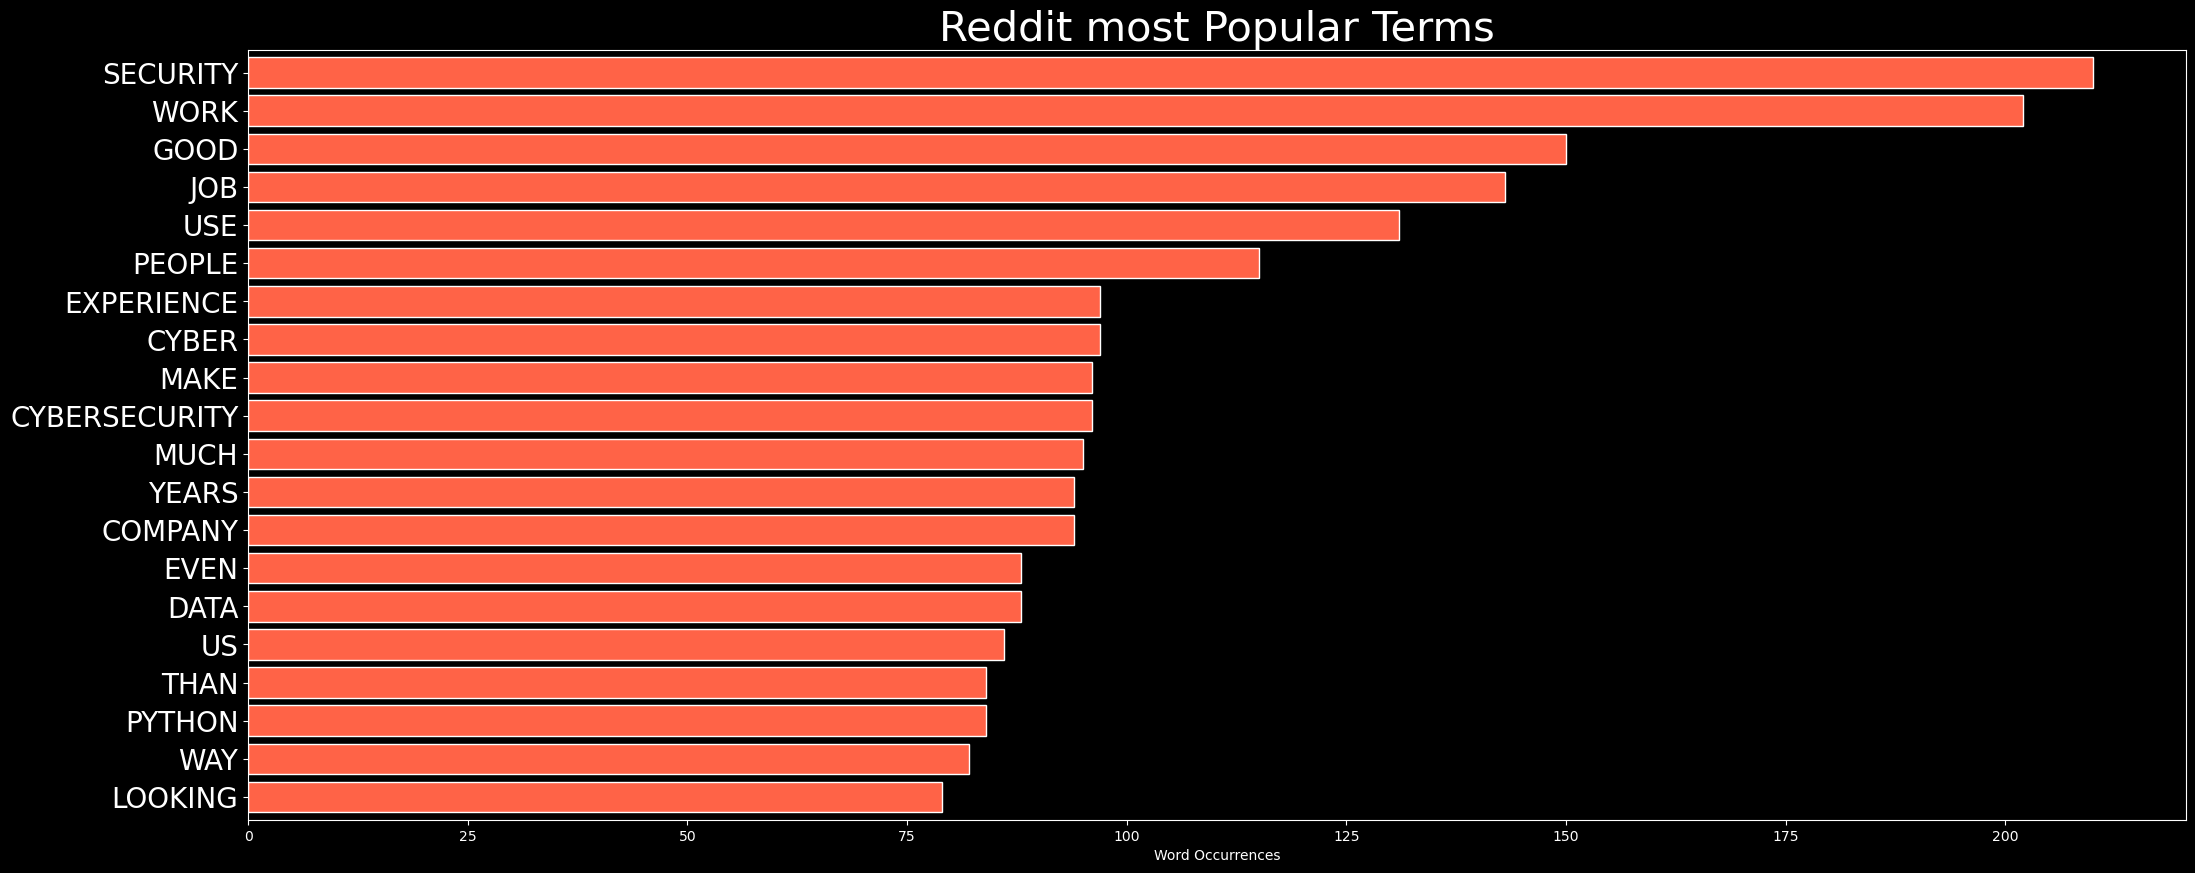 Reddit most Popular Terms
SECURITY
WORK
GOOD
JOB
USE
PEOPLE
EXPERIENCE
CYBER
MAKE
CYBERSECURITY
MUCH
YEARS
COMPANY
EVEN
DATA
US
THAN
PYTHON
WAY
LOOKING
0 25 50 75 100 125 150 175 200
Word Occurrences